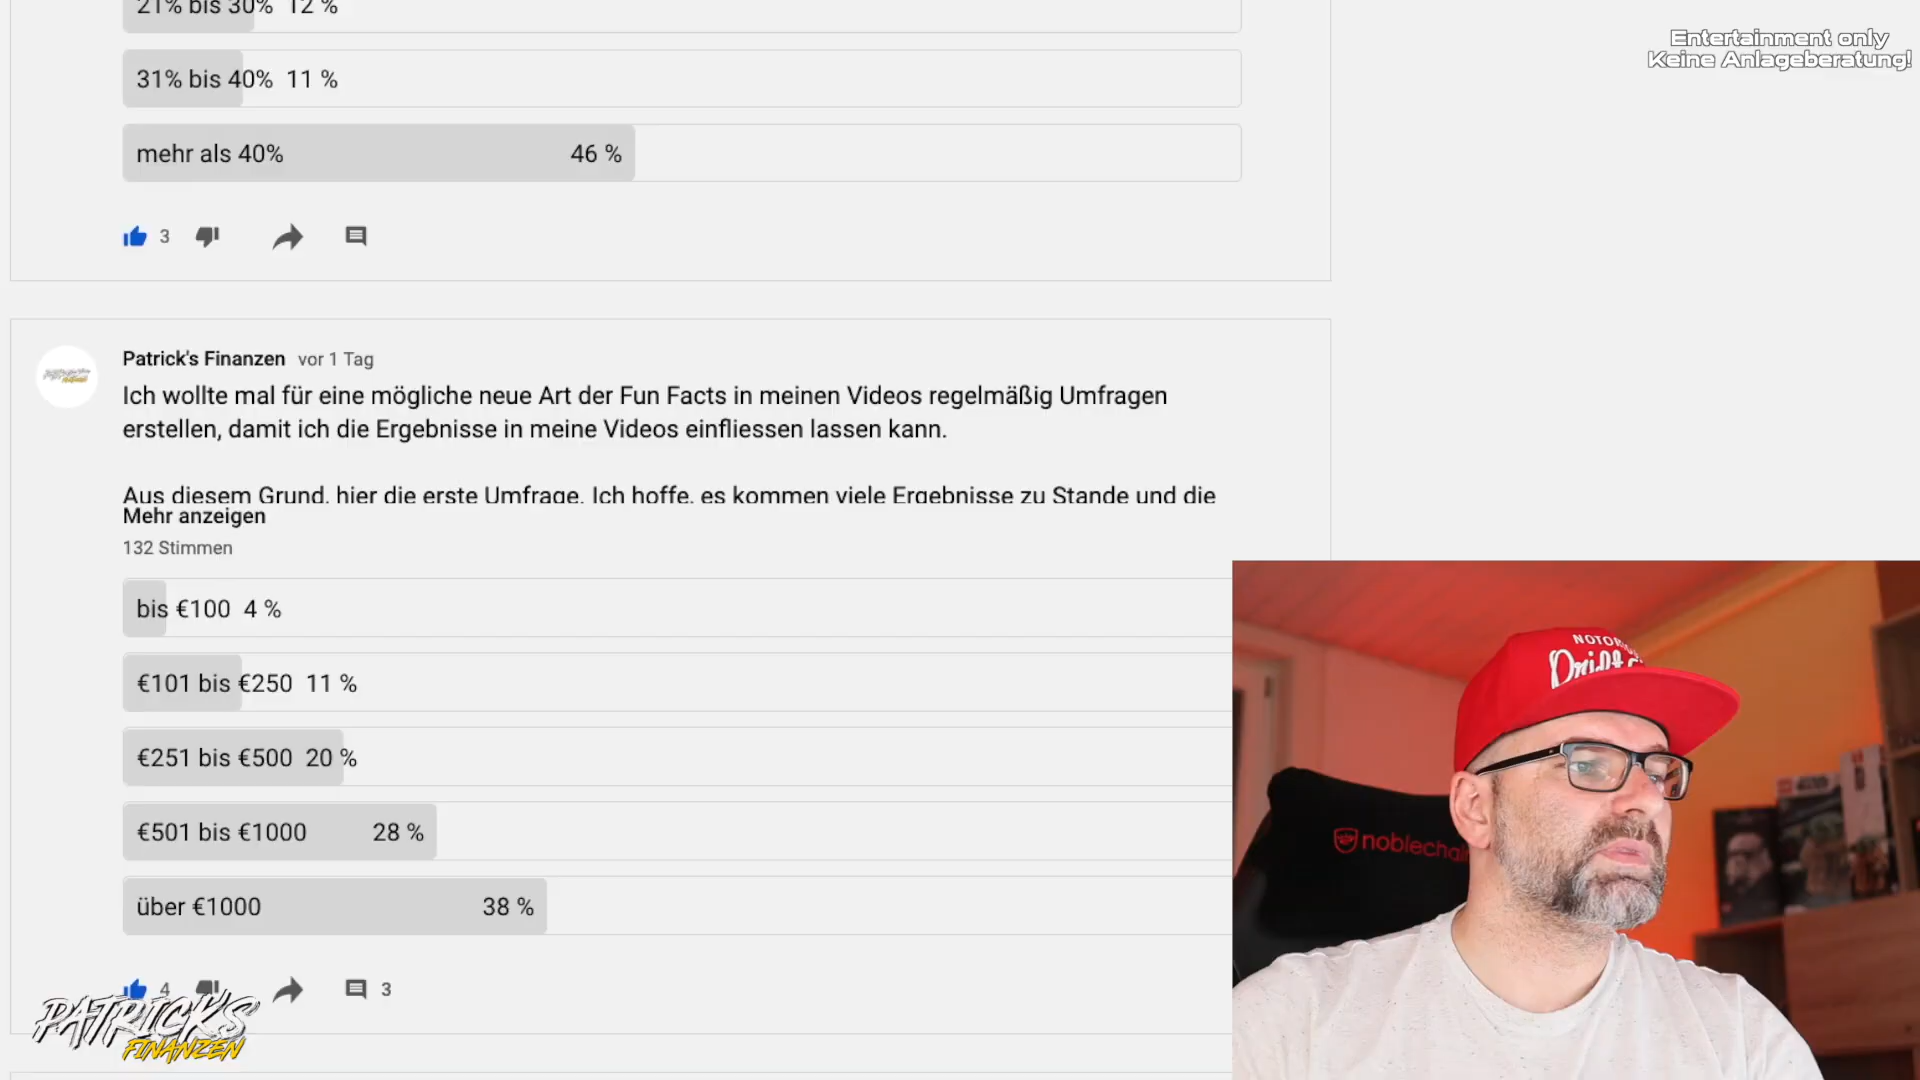 21% bis 30% 12 %
Entertainment only
Keine Anlageberatung!
31% bis 40% 11 %
mehr als 40% 46 %
3
Patrick's Finanzen vor 1 Tag
Ich wollte mal für eine mögliche neue Art der Fun Facts in meinen Videos regelmäßig Umfragen
erstellen, damit ich die Ergebnisse in meine Videos einfliessen lassen kann.
Aus diesem Grund, hier die erste Umfrage. Ich hoffe, es kommen viele Ergebnisse zu Stande und die
Mehr anzeigen
132 Stimmen
bis €100 4 %
€101 bis €250 11 %
€251 bis €500 20 %
€501 bis €1000 28 %
über €1000 38 %
4 3
PATRICK'S
FINANZEN
noblechai